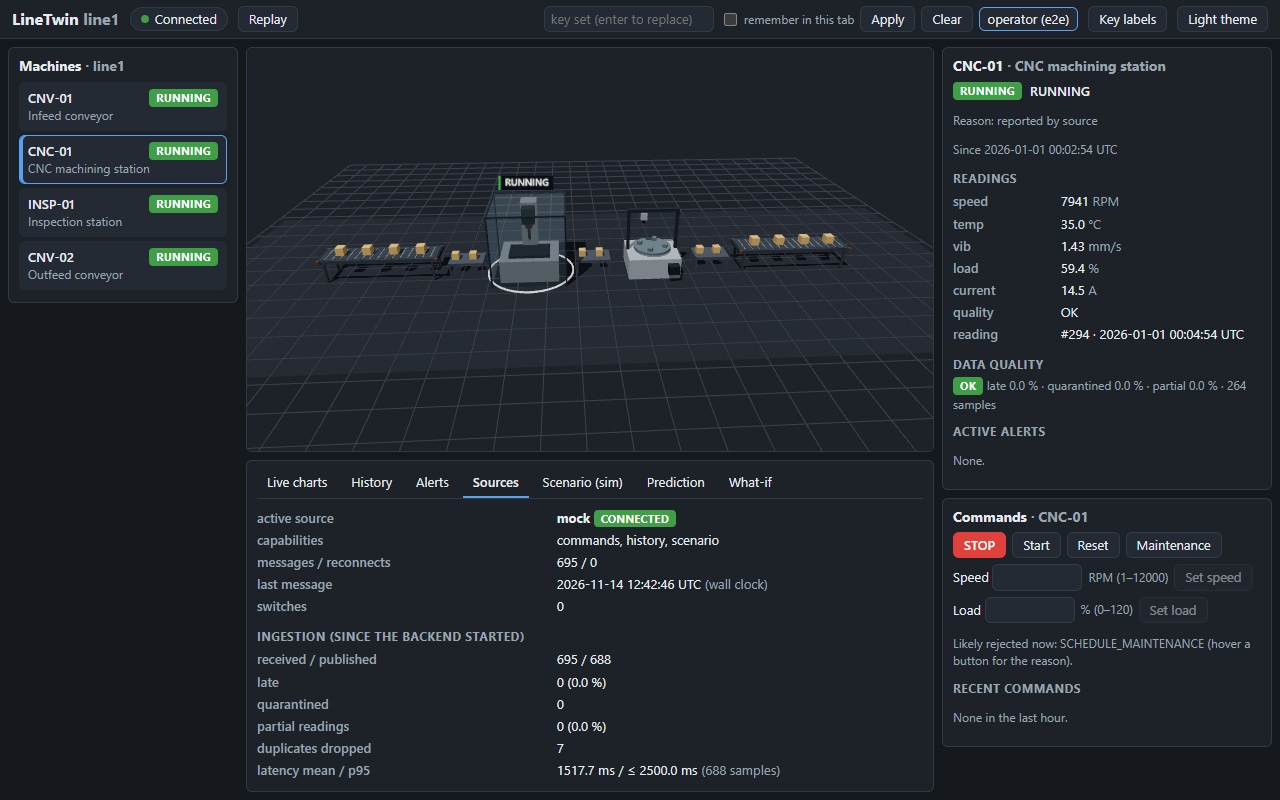 LineTwin line1 Connected Replay key set (enter to replace) remember in this tab Apply Clear operator (e2e) Key labels Light theme
Machines · line1
CNV-01 RUNNING
Infeed conveyor
CNC-01 RUNNING
CNC machining station
INSP-01 RUNNING
Inspection station
CNV-02 RUNNING
Outfeed conveyor
RUNNING
Live charts History Alerts Sources Scenario (sim) Prediction What-if
active source mock CONNECTED
capabilities commands, history, scenario
messages / reconnects 695 / 0
last message 2026-11-14 12:42:46 UTC (wall clock)
switches 0
INGESTION (SINCE THE BACKEND STARTED)
received / published 695 / 688
late 0 (0.0 %)
quarantined 0
partial readings 0 (0.0 %)
duplicates dropped 7
latency mean / p95 1517.7 ms / ≤ 2500.0 ms (688 samples)
CNC-01 · CNC machining station
RUNNING RUNNING
Reason: reported by source
Since 2026-01-01 00:02:54 UTC
READINGS
speed 7941 RPM
temp 35.0 °C
vib 1.43 mm/s
load 59.4 %
current 14.5 A
quality OK
reading #294 · 2026-01-01 00:04:54 UTC
DATA QUALITY
OK late 0.0 % · quarantined 0.0 % · partial 0.0 % · 264
samples
ACTIVE ALERTS
None.
Commands · CNC-01
STOP Start Reset Maintenance
Speed RPM (1–12000) Set speed
Load % (0–120) Set load
Likely rejected now: SCHEDULE_MAINTENANCE (hover a
button for the reason).
RECENT COMMANDS
None in the last hour.